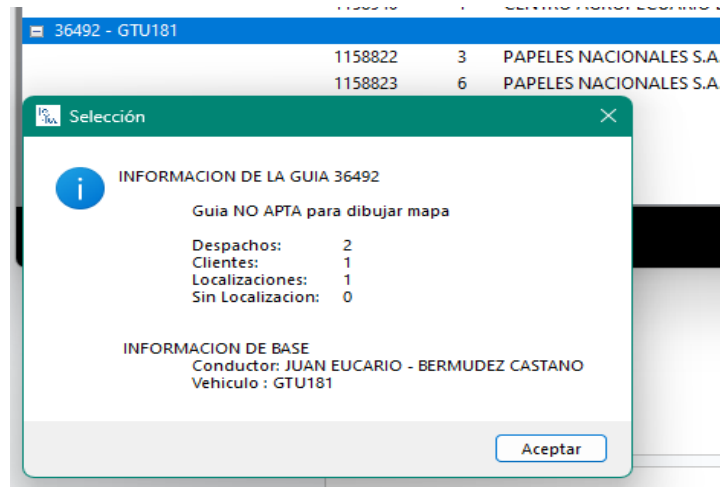 36492 - GTU181
1158822 3 PAPELES NACIONALES S.A.
1158823 6 PAPELES NACIONALES S.A.
Selección
INFORMACION DE LA GUIA 36492
Guia NO APTA para dibujar mapa
Despachos: 2
Clientes: 1
Localizaciones: 1
Sin Localizacion: 0
INFORMACION DE BASE
Conductor: JUAN EUCARIO - BERMUDEZ CASTANO
Vehiculo : GTU181
Aceptar